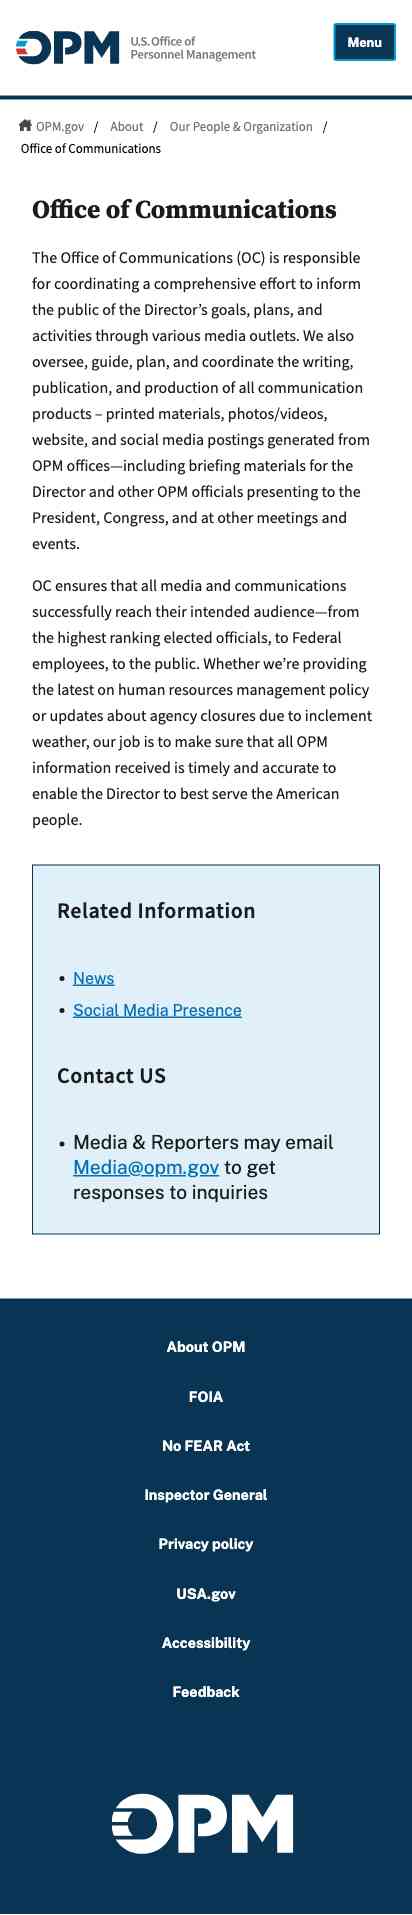 OPM U.S. Office of
Personnel Management
Menu
OPM.gov / About / Our People & Organization /
Office of Communications
Office of Communications
The Office of Communications (OC) is responsible
for coordinating a comprehensive effort to inform
the public of the Director’s goals, plans, and
activities through various media outlets. We also
oversee, guide, plan, and coordinate the writing,
publication, and production of all communication
products – printed materials, photos/videos,
website, and social media postings generated from
OPM offices—including briefing materials for the
Director and other OPM officials presenting to the
President, Congress, and at other meetings and
events.
OC ensures that all media and communications
successfully reach their intended audience—from
the highest ranking elected officials, to Federal
employees, to the public. Whether we’re providing
the latest on human resources management policy
or updates about agency closures due to inclement
weather, our job is to make sure that all OPM
information received is timely and accurate to
enable the Director to best serve the American
people.
Related Information
• News
• Social Media Presence
Contact US
• Media & Reporters may email
Media@opm.gov to get
responses to inquiries
About OPM
FOIA
No FEAR Act
Inspector General
Privacy policy
USA.gov
Accessibility
Feedback
OPM